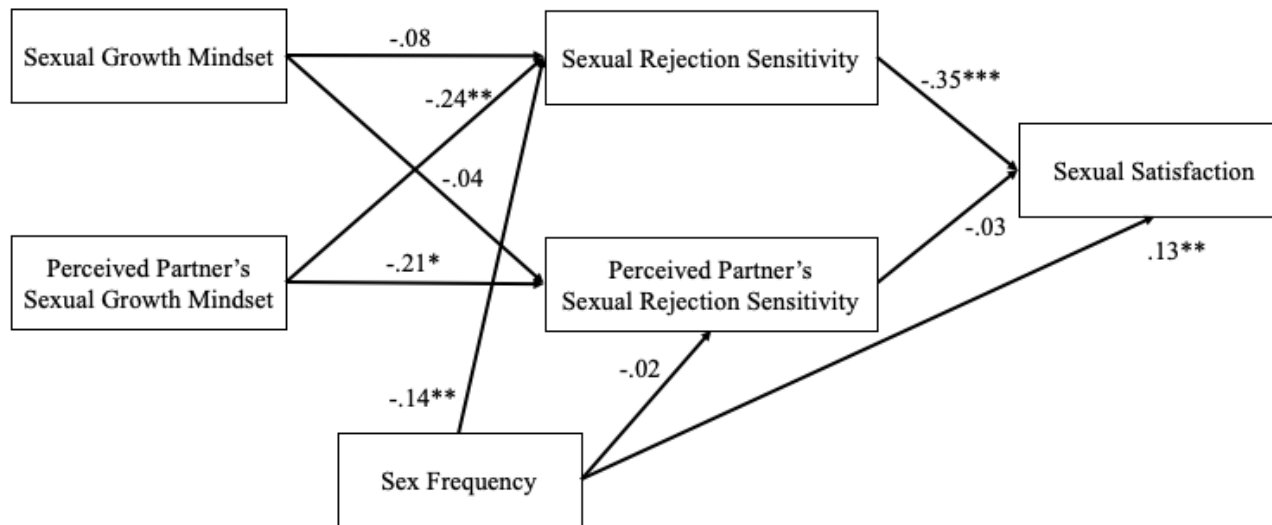 Sexual Growth Mindset
-.08
Sexual Rejection Sensitivity
-.24**
-.35***
-.04
Sexual Satisfaction
Perceived Partner's
Sexual Growth Mindset
-.21*
Perceived Partner's
Sexual Rejection Sensitivity
-.03
.13**
-.02
-.14**
Sex Frequency